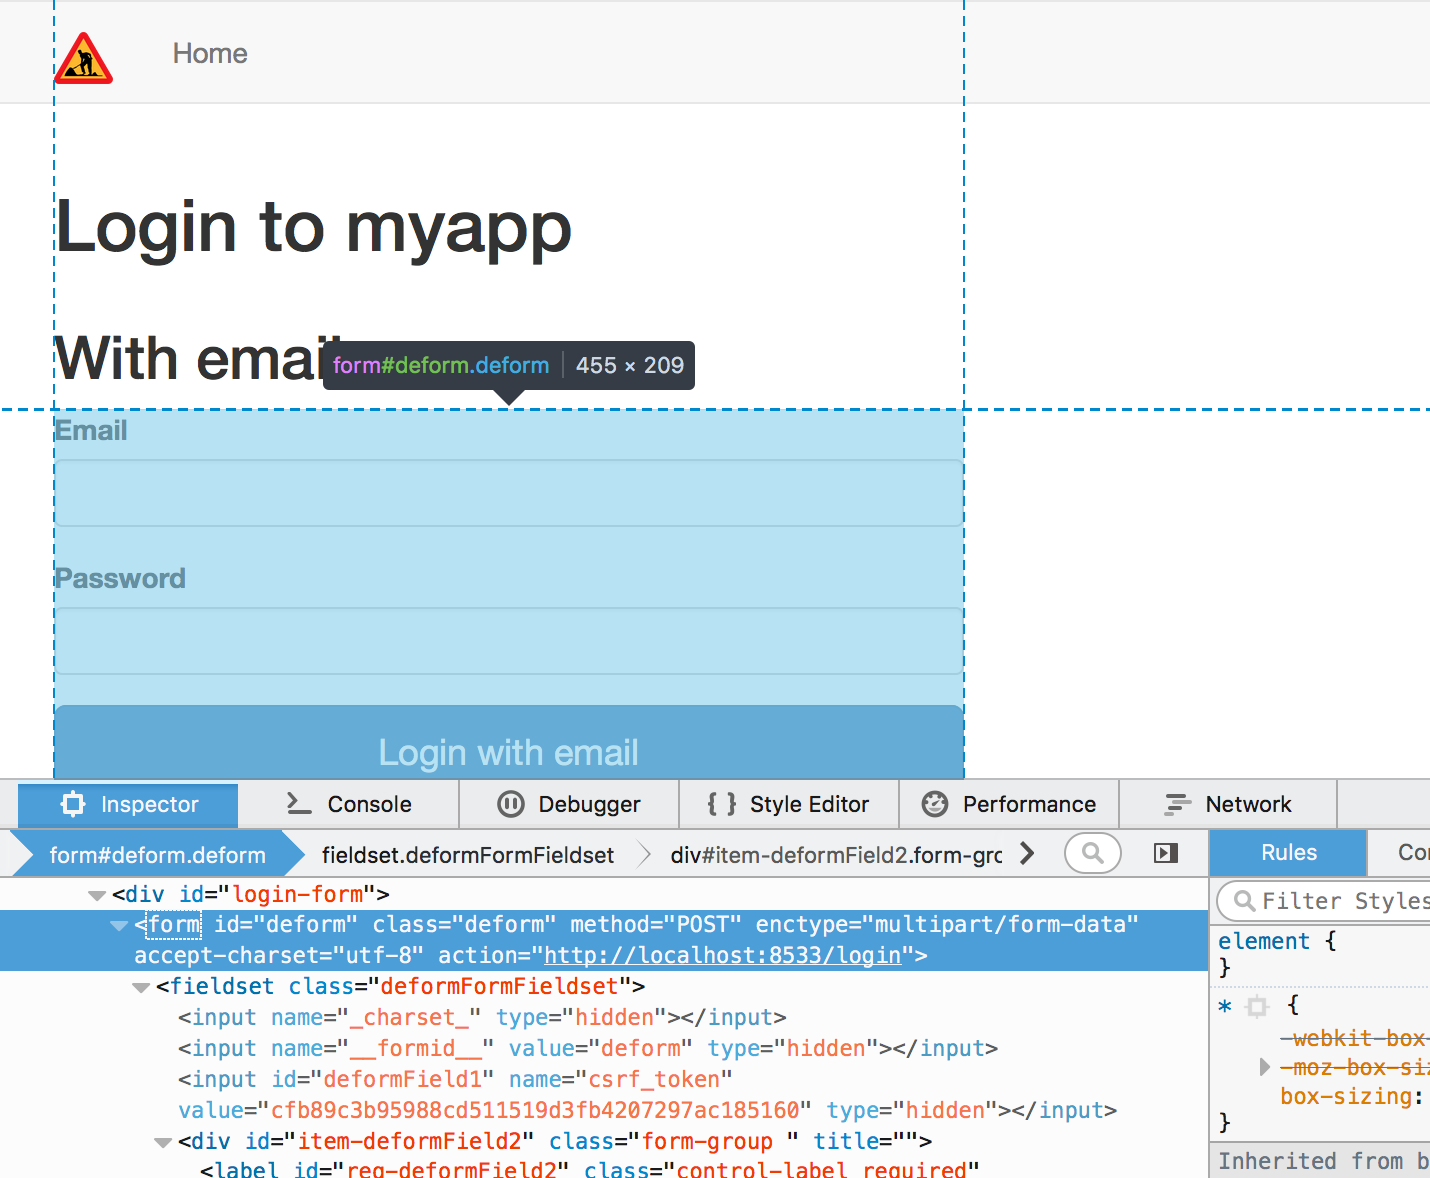 Home
Login to myapp
With email
form#deform.deform 455 × 209
Email
Password
Login with email
Inspector Console Debugger { } Style Editor Performance Network
form#deform.deform fieldset.deformFormFieldset div#item-deformField2.form-grc Rules Co
<div id="login-form">
Filter Styles
<form id="deform" class="deform" method="POST" enctype="multipart/form-data"
accept-charset="utf-8" action="http://localhost:8533/login">
element {
}
<fieldset class="deformFormFieldset">
<input name="_charset_" type="hidden"></input>
* {
<input name="__formid__" value="deform" type="hidden"></input>
-webkit-box-
<input id="deformField1" name="csrf_token"
-moz-box-siz
value="cfb89c3b95988cd511519d3fb4207297ac185160" type="hidden"></input>
box-sizing:
}
<div id="item-deformField2" class="form-group " title="">
<label id="req-deformField2" class="control-label required"
Inherited from b